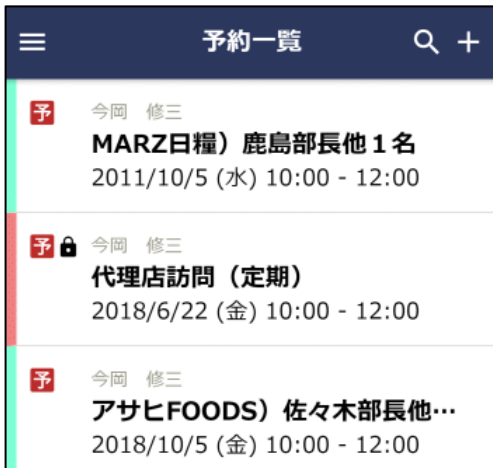 予約一覧
予 今岡 修三
MARZ日糧）鹿島部長他１名
2011/10/5 (水) 10:00 - 12:00
予 今岡 修三
代理店訪問（定期）
2018/6/22 (金) 10:00 - 12:00
予 今岡 修三
アサヒFOODS）佐々木部長他…
2018/10/5 (金) 10:00 - 12:00